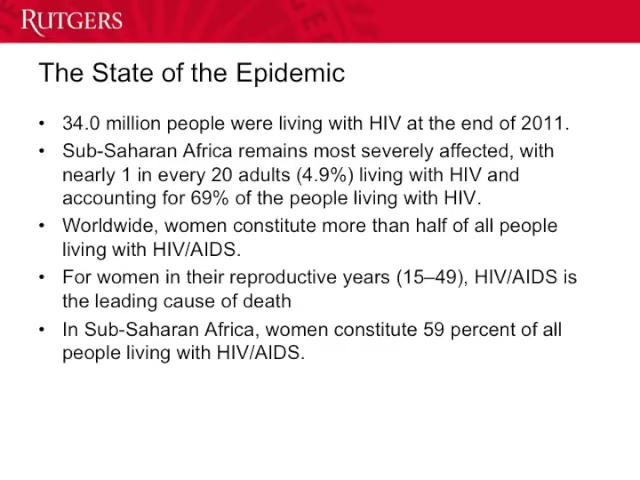 RUTGERS
The State of the Epidemic
• 34.0 million people were living with HIV at the end of 2011.
• Sub-Saharan Africa remains most severely affected, with
nearly 1 in every 20 adults (4.9%) living with HIV and
accounting for 69% of the people living with HIV.
• Worldwide, women constitute more than half of all people
living with HIV/AIDS.
• For women in their reproductive years (15–49), HIV/AIDS is
the leading cause of death
• In Sub-Saharan Africa, women constitute 59 percent of all
people living with HIV/AIDS.